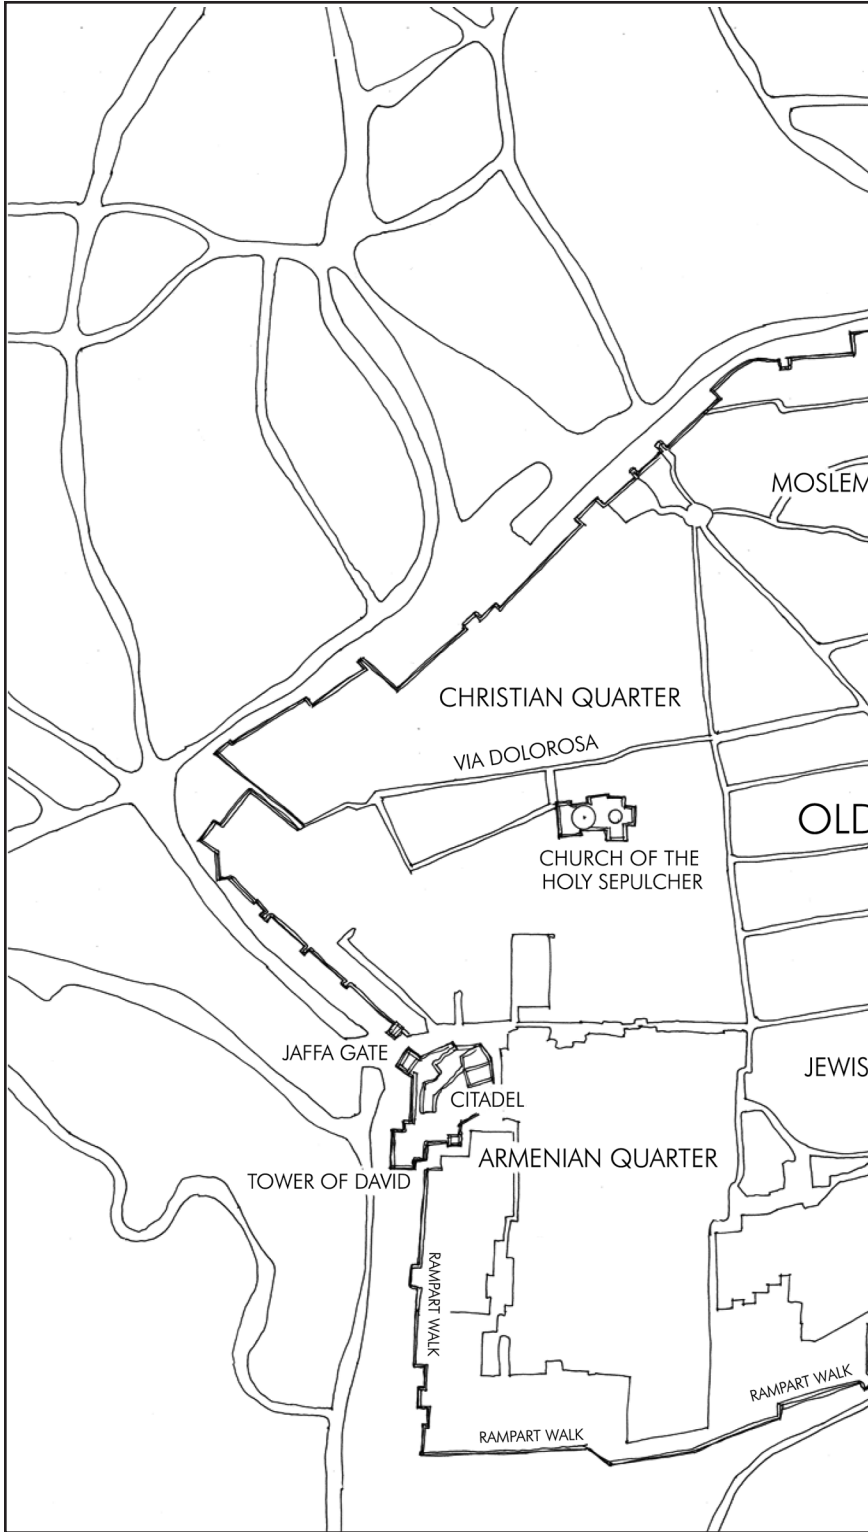 MOSLEM
CHRISTIAN QUARTER
VIA DOLOROSA
OLD
CHURCH OF THE
HOLY SEPULCHER
JAFFA GATE
JEWIS
CITADEL
ARMENIAN QUARTER
TOWER OF DAVID
RAMPART WALK
RAMPART WALK
RAMPART WALK